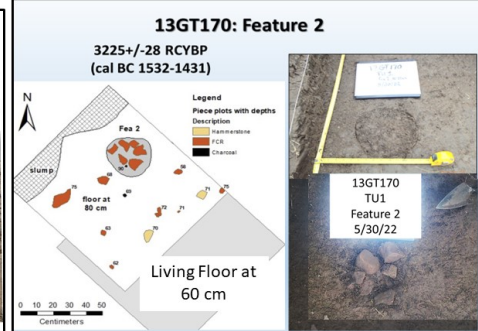 13GT170: Feature 2
3225+/-28 RCYBP
(cal BC 1532-1431)
N
Legend
Piece plots with depths
Description
Hammerstone
FCR
Charcoal
Fea 2
slump
floor at
80 cm
Living Floor at
60 cm
0 10 20 30 40 50
Centimeters
13GT170
13GT170
TU1
Feature 2
5/30/22